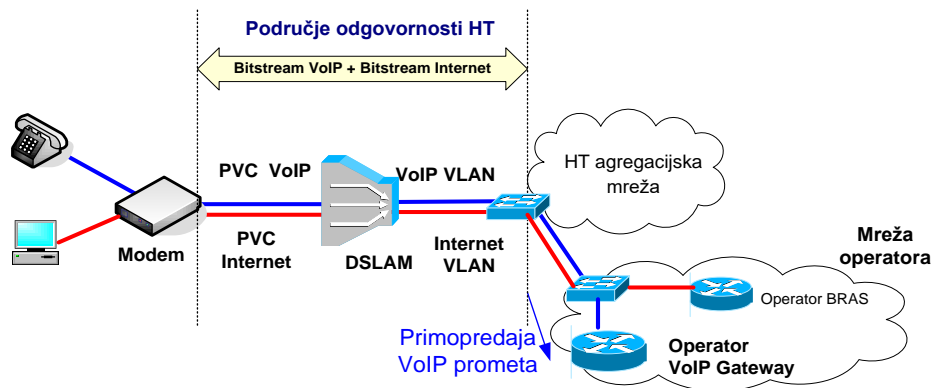 Područje odgovornosti HT
Bitstream VoIP + Bitstream Internet
HT agregacijska
mreža
PVC VoIP
VoIP VLAN
Modem
PVC
Internet
DSLAM
Internet
VLAN
Mreža
operatora
Operator BRAS
Primopredaja
VoIP prometa
Operator
VoIP Gateway